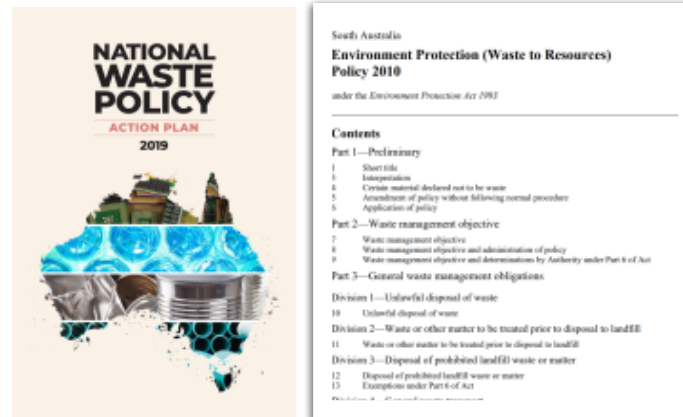 NATIONAL
WASTE
POLICY
ACTION PLAN
2019
South Australia
Environment Protection (Waste to Resources)
Policy 2010
under the Environment Protection Act 1993
Contents
Part 1—Preliminary
1 Short title
3 Interpretation
4 Certain material declared not to be waste
5 Amendment of policy without following normal procedure
6 Application of policy
Part 2—Waste management objective
7 Waste management objective
8 Waste management objective and administration of policy
9 Waste management objective and determinations by Authority under Part 6 of Act
Part 3—General waste management obligations
Division 1—Unlawful disposal of waste
10 Unlawful disposal of waste
Division 2—Waste or other matter to be treated prior to disposal to landfill
11 Waste or other matter to be treated prior to disposal to landfill
Division 3—Disposal of prohibited landfill waste or matter
12 Disposal of prohibited landfill waste or matter
13 Exemptions under Part 6 of Act